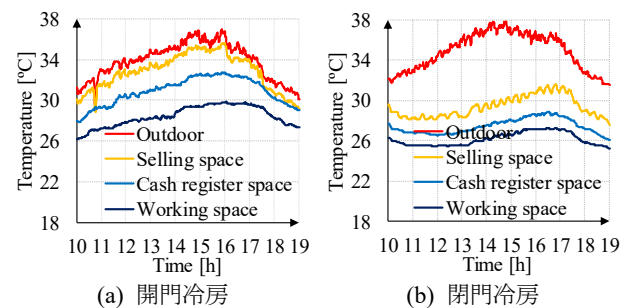 38
34
30
26
22
18
Temperature [ºC]
Outdoor
Selling space
Cash register space
Working space
10 11 12 13 14 15 16 17 18 19
Time [h]
(a) 開門冷房
38
34
30
26
22
18
Temperature [ºC]
Outdoor
Selling space
Cash register space
Working space
10 11 12 13 14 15 16 17 18 19
Time [h]
(b) 閉門冷房